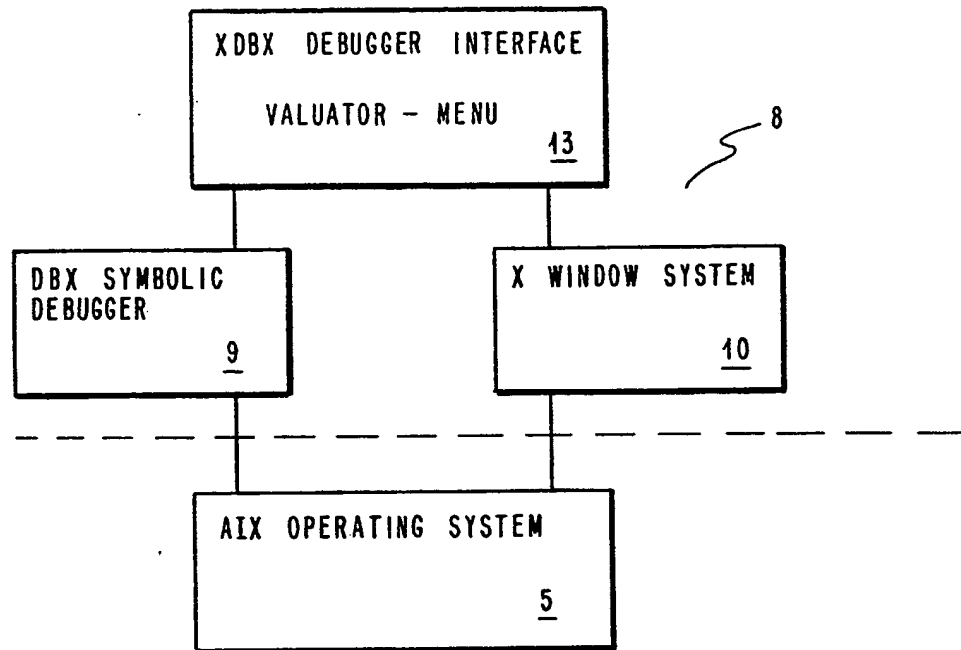 XDBX DEBUGGER INTERFACE
VALUATOR - MENU
13
8
DBX SYMBOLIC
DEBUGGER
9
X WINDOW SYSTEM
10
AIX OPERATING SYSTEM
5